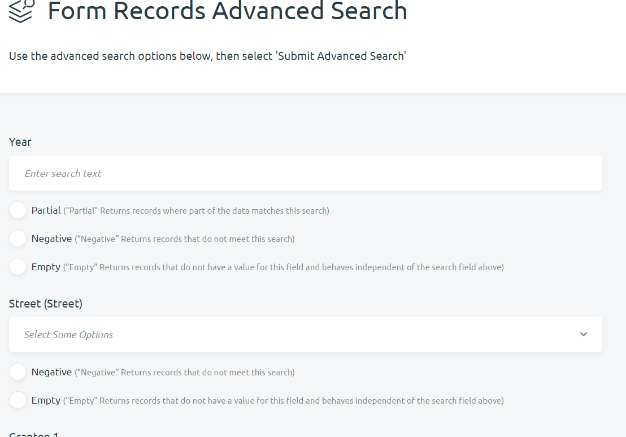 Form Records Advanced Search
Use the advanced search options below, then select 'Submit Advanced Search'
Year
Enter search text
Partial ("Partial" Returns records where part of the data matches this search)
Negative ("Negative" Returns records that do not meet this search)
Empty ("Empty" Returns records that do not have a value for this field and behaves independent of the search field above)
Street (Street)
Select Some Options
Negative ("Negative" Returns records that do not meet this search)
Empty ("Empty" Returns records that do not have a value for this field and behaves independent of the search field above)
Grantee 1